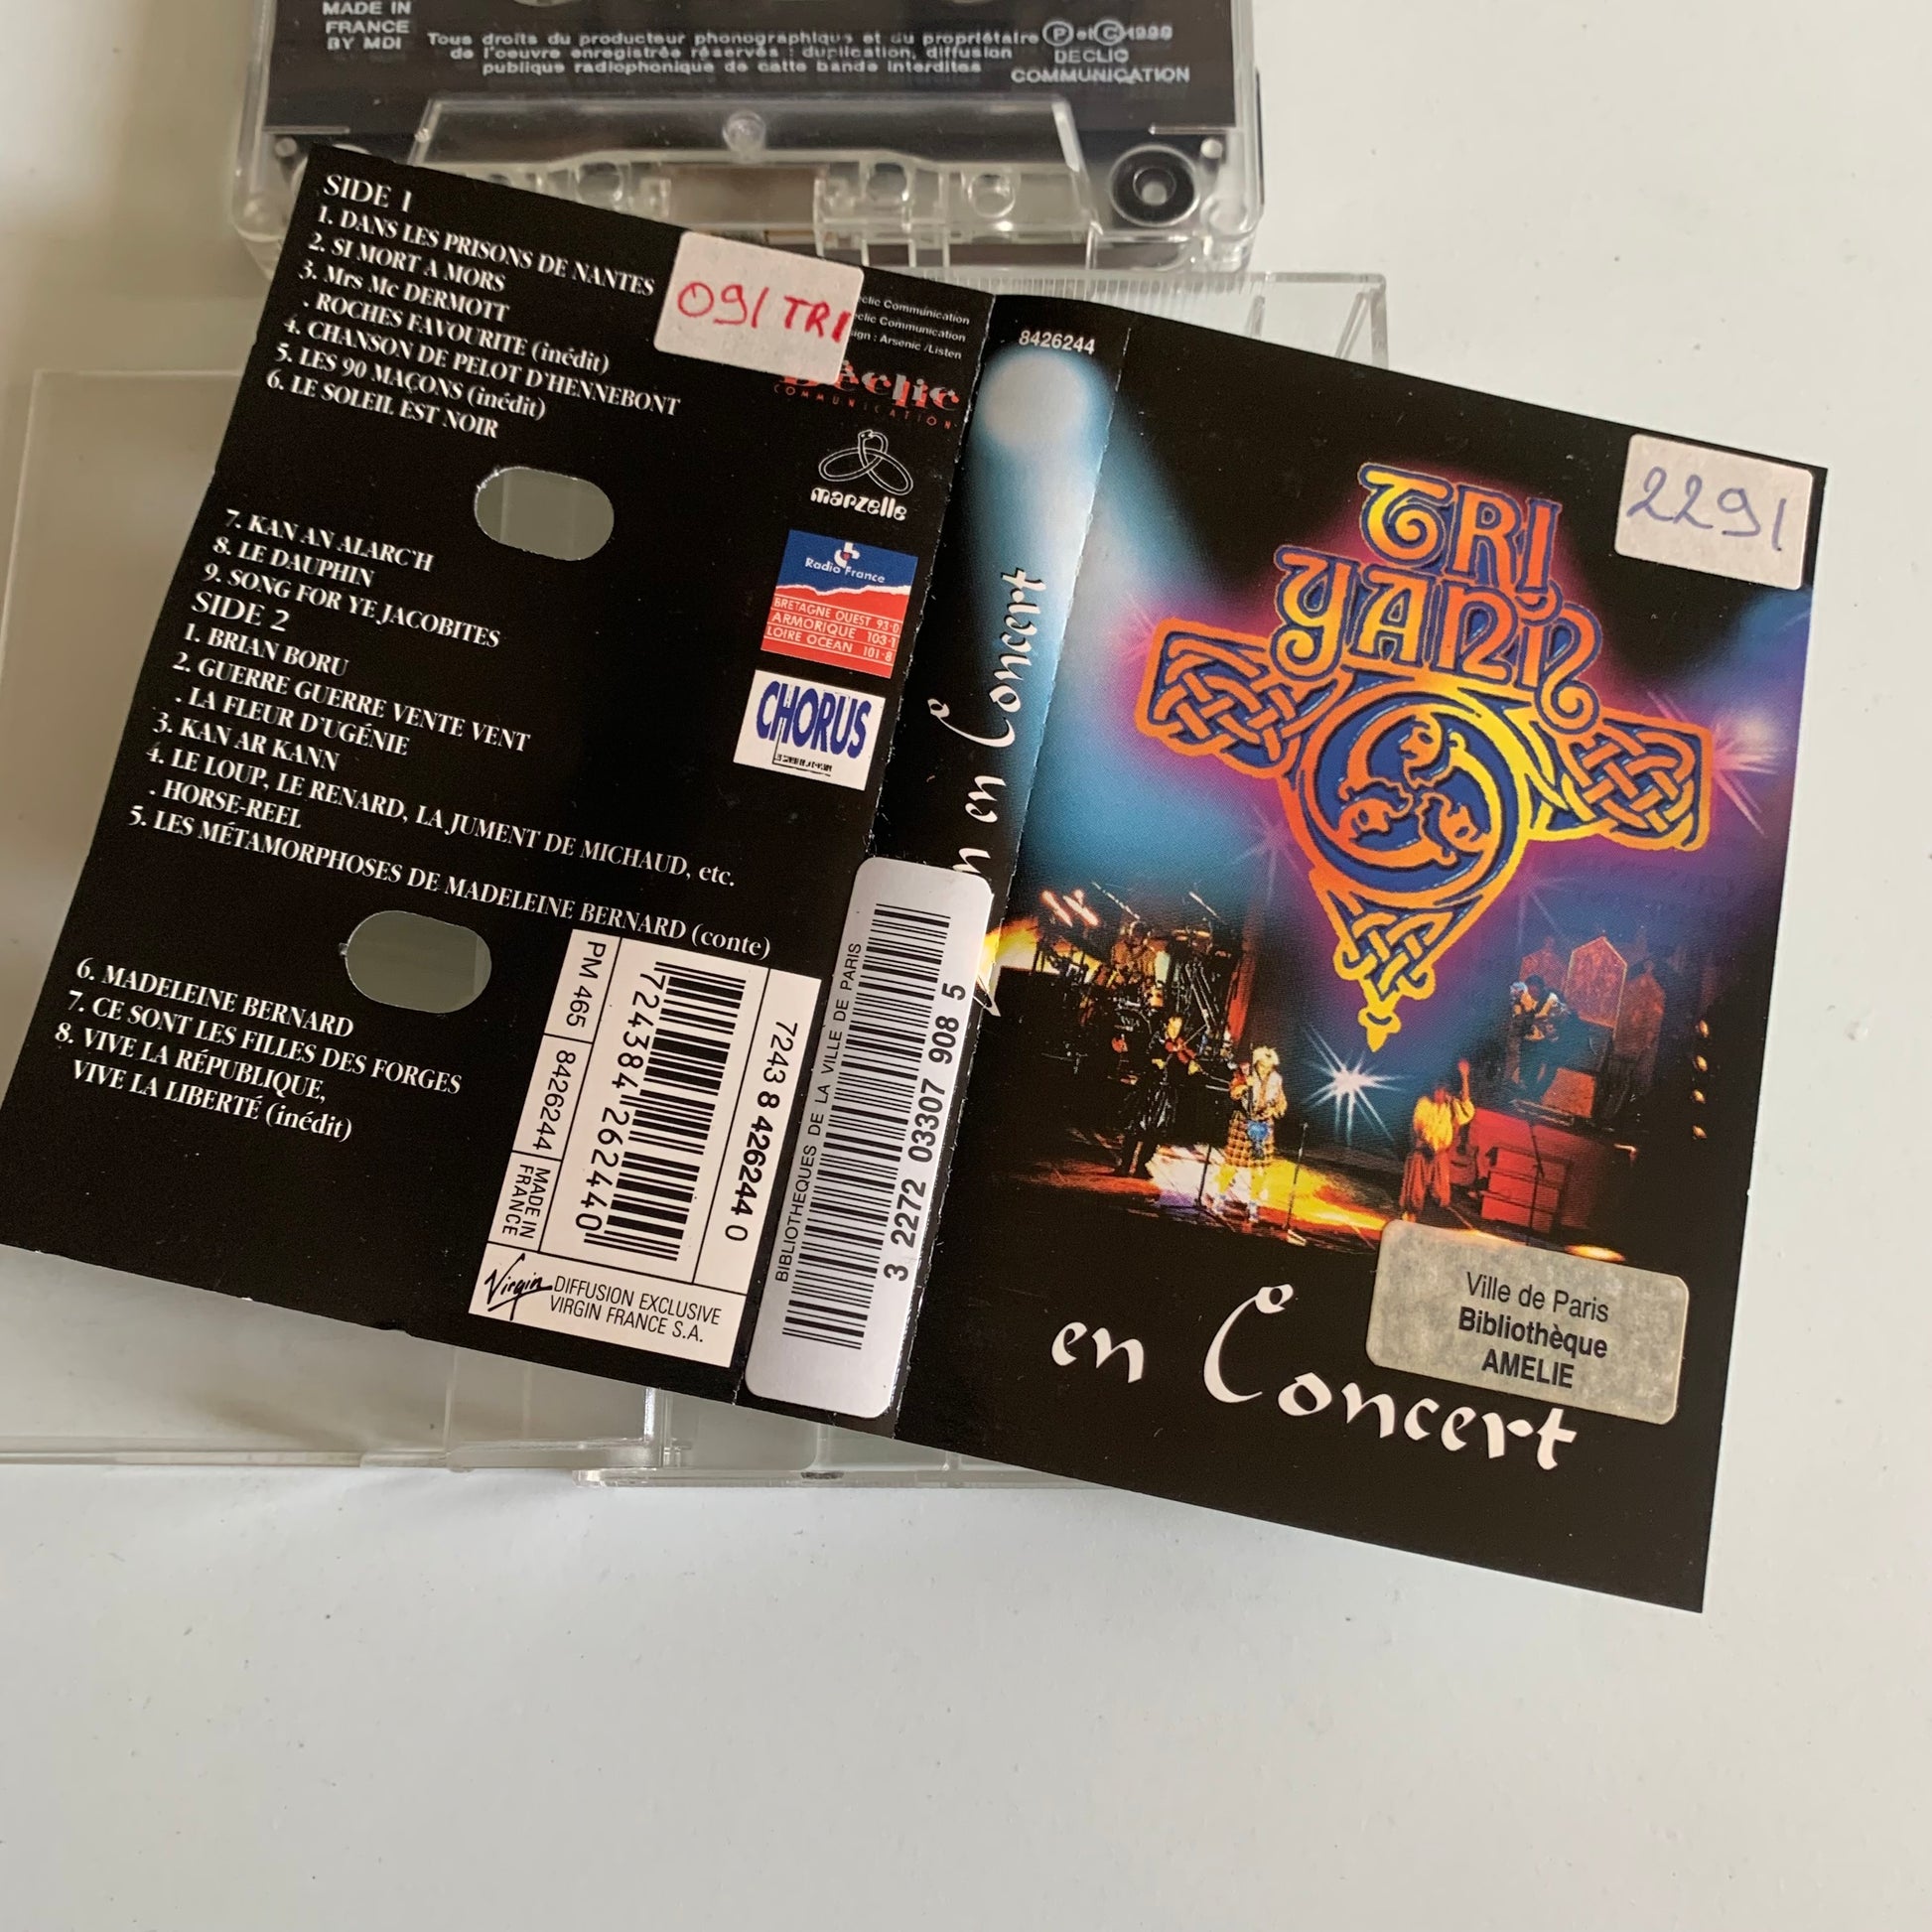 MADE IN
FRANCE
BY MDI
Tous droits du producteur phonographique et du propriétaire
de l'oeuvre enregistrée réservés : duplication, diffusion
publique radiophonique de cette bande interdites
DECLIC
COMMUNICATION
SIDE 1
1. DANS LES PRISONS DE NANTES
2. SI MORT A MORS
3. Mrs Mc DERMOTT
. ROCHES FAVOURITE (inédit)
4. CHANSON DE PELOT D'HENNEBONT
5. LES 90 MAÇONS (inédit)
6. LE SOLEIL EST NOIR
7. KAN AN ALARC'H
8. LE DAUPHIN
9. SONG FOR YE JACOBITES
SIDE 2
1. BRIAN BORU
2. GUERRE GUERRE VENTE VENT
. LA FLEUR D'UGÉNIE
3. KAN AR KANN
4. LE LOUP, LE RENARD, LA JUMENT DE MICHAUD, etc.
. HORSE-REEL
5. LES MÉTAMORPHOSES DE MADELEINE BERNARD (conte)
6. MADELEINE BERNARD
7. CE SONT LES FILLES DES FORGES
8. VIVE LA RÉPUBLIQUE,
VIVE LA LIBERTÉ (inédit)
091 TRI
Communication
Communication
: Arsenic /Listen
Déclic
COMMUNICATION
marzelle
Radio France
BRETAGNE OUEST 93·0
ARMORIQUE 103·1
LOIRE OCEAN 101·8
CHORUS
PM 465
8426244
MADE IN
FRANCE
724384262440
7243 8 426244 0
Virgin
DIFFUSION EXCLUSIVE
VIRGIN FRANCE S.A.
BIBLIOTHEQUES DE LA VILLE DE PARIS
3 2272 03307 908 5
8426244
en Concert
2291
TRI
YANN
Ville de Paris
Bibliothèque
AMELIE
en Concert